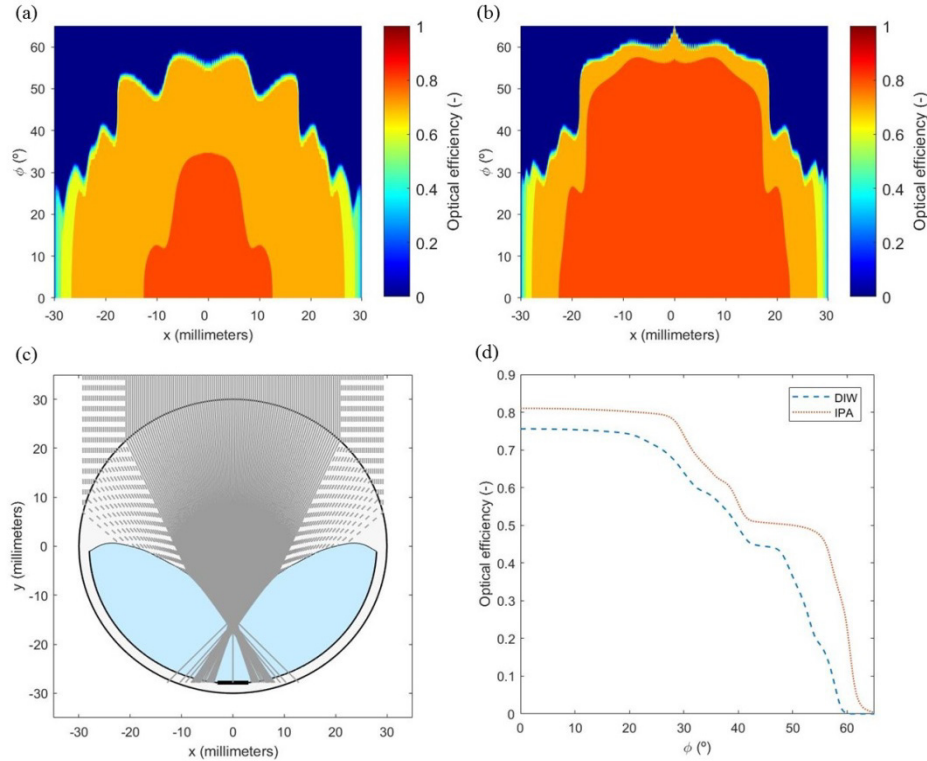 (a)
(b)
60
50
40
30
20
10
0
ϕ (º)
-30 -20 -10 0 10 20 30
x (millimeters)
1
0.8
0.6
0.4
0.2
0
Optical efficiency (-)
60
50
40
30
20
10
0
ϕ (º)
-30 -20 -10 0 10 20 30
x (millimeters)
1
0.8
0.6
0.4
0.2
0
Optical efficiency (-)
(c)
(d)
30
20
10
0
-10
-20
-30
y (millimeters)
-30 -20 -10 0 10 20 30
x (millimeters)
0.9
0.8
0.7
0.6
0.5
0.4
0.3
0.2
0.1
0
Optical efficiency (-)
DIW
IPA
0 10 20 30 40 50 60
ϕ (º)